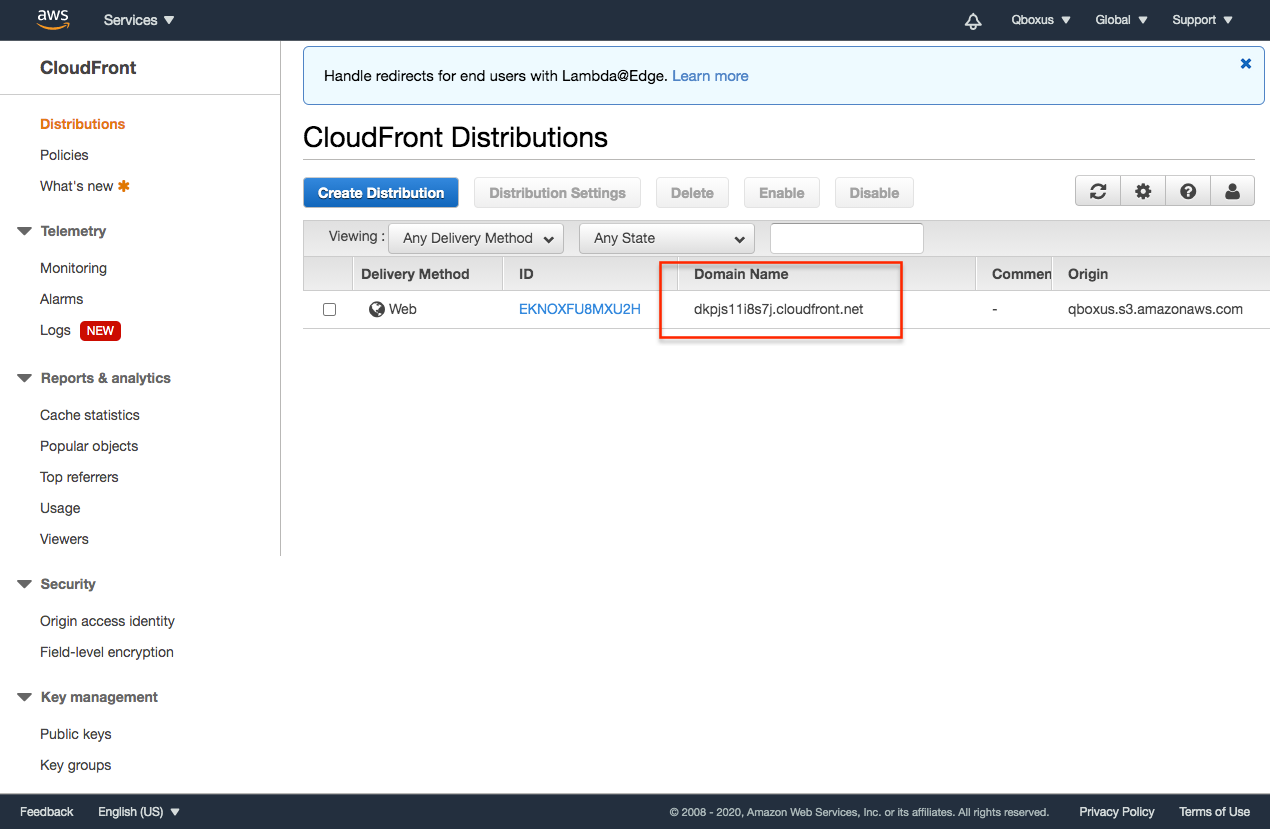 aws Services Qboxus Global Support
CloudFront
Distributions
Policies
What's new
Telemetry
Monitoring
Alarms
Logs NEW
Reports & analytics
Cache statistics
Popular objects
Top referrers
Usage
Viewers
Security
Origin access identity
Field-level encryption
Key management
Public keys
Key groups
Handle redirects for end users with Lambda@Edge. Learn more
CloudFront Distributions
Create Distribution Distribution Settings Delete Enable Disable
Viewing : Any Delivery Method Any State
Delivery Method ID Domain Name Commen Origin
Web EKNOXFU8MXU2H dkpjs11i8s7j.cloudfront.net - qboxus.s3.amazonaws.com
Feedback English (US) © 2008 - 2020, Amazon Web Services, Inc. or its affiliates. All rights reserved. Privacy Policy Terms of Use